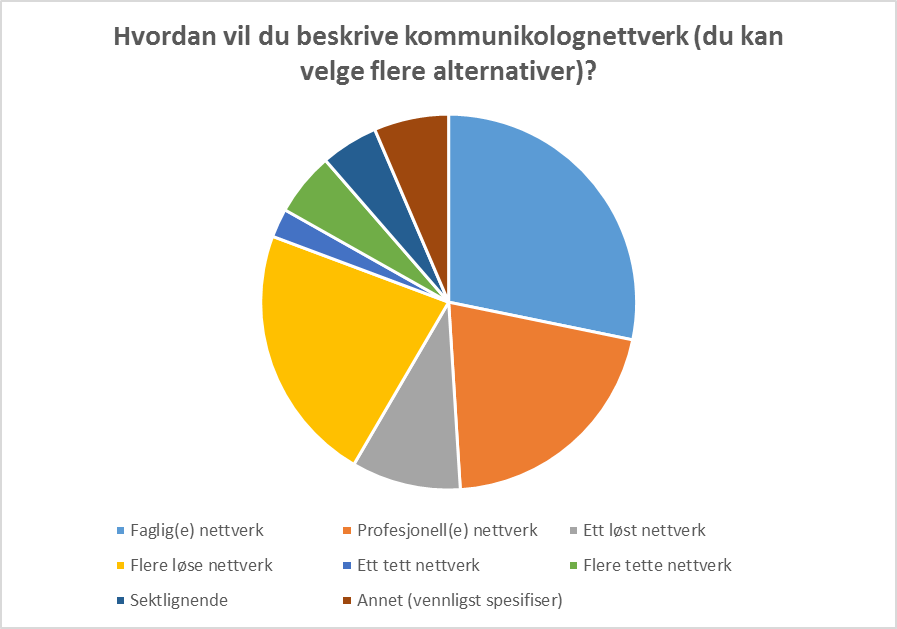 Hvordan vil du beskrive kommunikolognettverk (du kan
velge flere alternativer)?
Faglig(e) nettverk
Profesjonell(e) nettverk
Ett løst nettverk
Flere løse nettverk
Ett tett nettverk
Flere tette nettverk
Sektlignende
Annet (vennligst spesifiser)